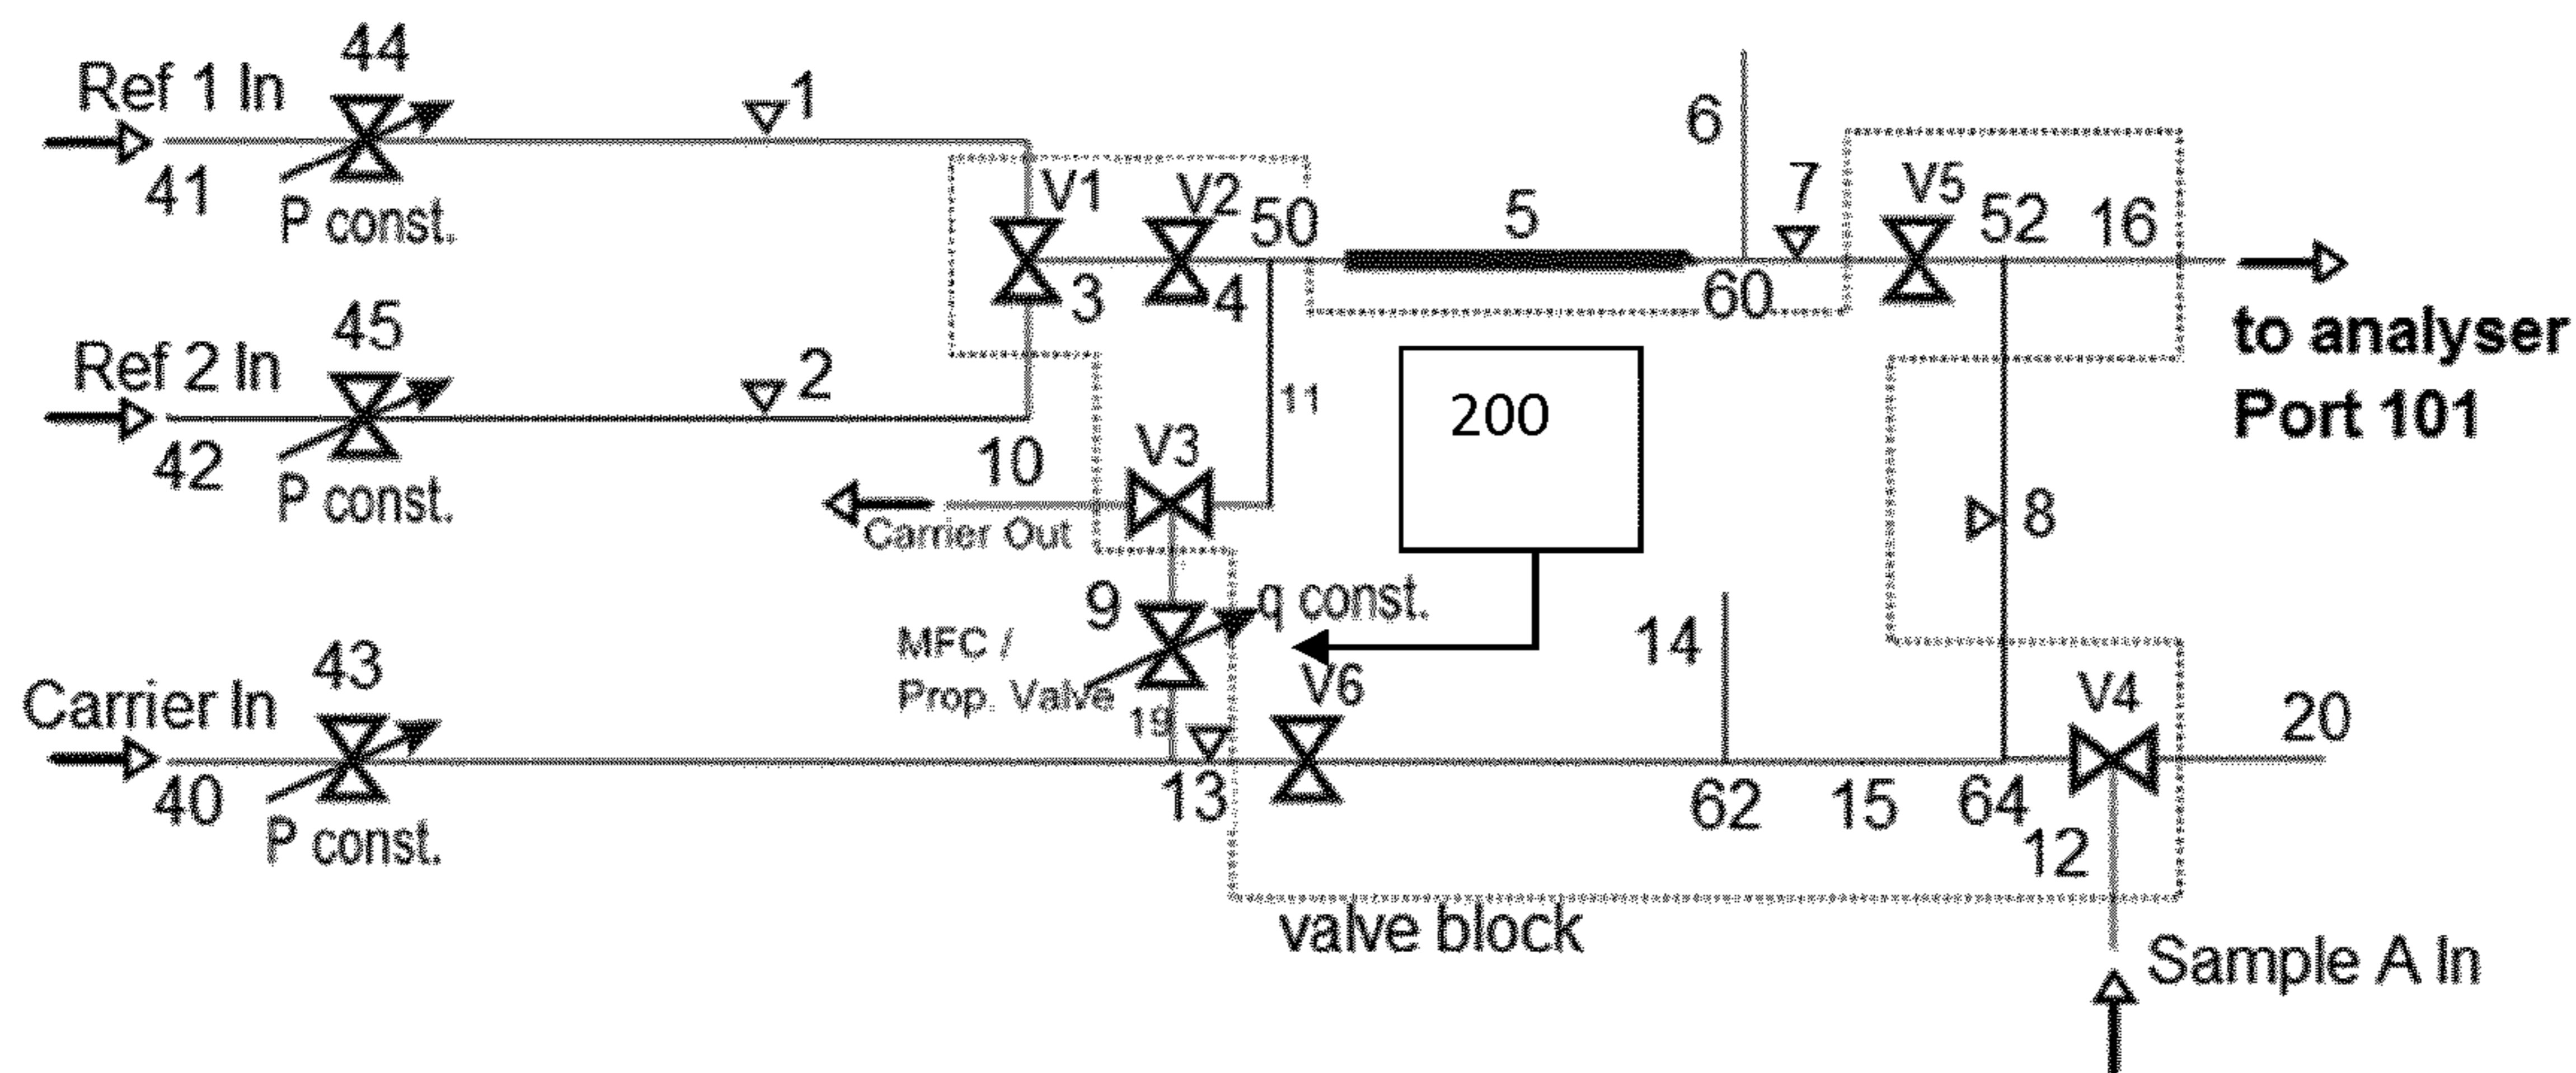 44
Ref 1 In
1
41
P const.
6
7
V1
V2
50
5
V5
52
16
3
4
60
45
Ref 2 In
2
42
P const.
10
V3
11
200
to analyser
Port 101
Carrier Out
8
9
q const.
MFC /
Prop. Valve
19
14
43
Carrier In
V6
V4
20
40
13
62
15
64
P const.
12
valve block
Sample A In